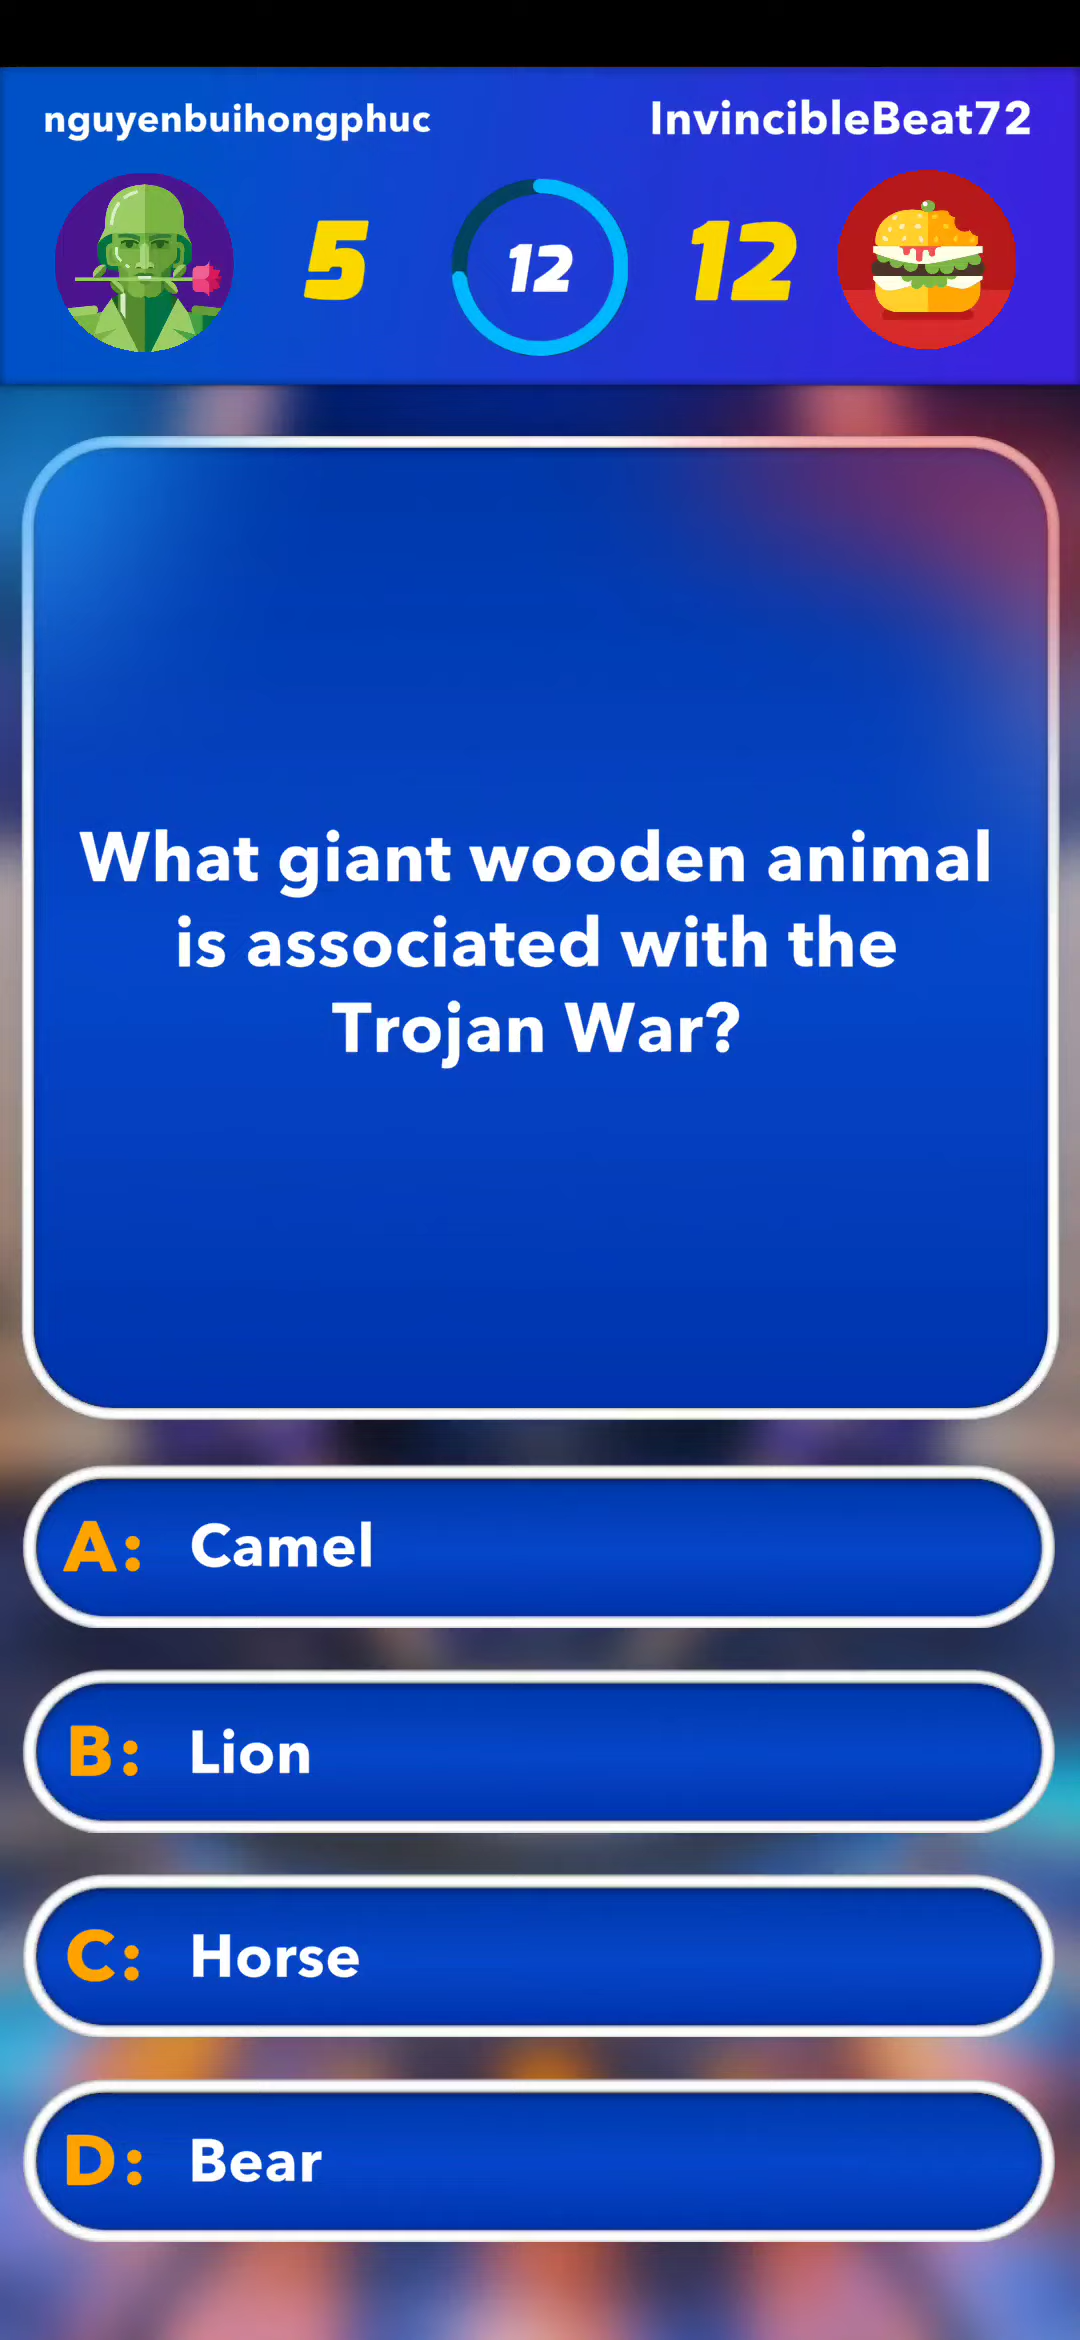 nguyenbuihongphuc
InvincibleBeat72
5
12
12
What giant wooden animal
is associated with the
Trojan War?
A: Camel
B: Lion
C: Horse
D: Bear